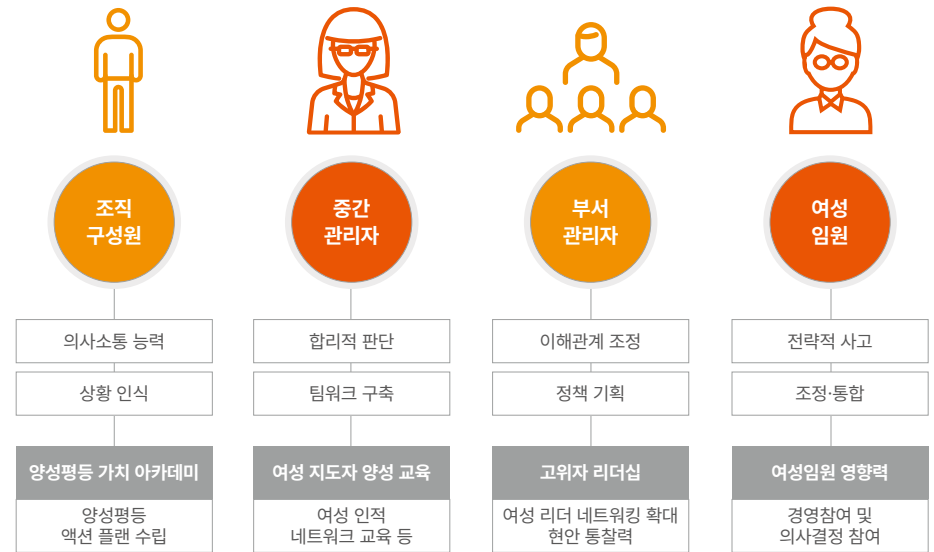 조직
구성원
중간
관리자
부서
관리자
여성
임원
의사소통 능력
합리적 판단
이해관계 조정
전략적 사고
상황 인식
팀워크 구축
정책 기획
조정·통합
양성평등 가치 아카데미
여성 지도자 양성 교육
고위자 리더십
여성임원 영향력
양성평등
액션 플랜 수립
여성 인적
네트워크 교육 등
여성 리더 네트워킹 확대
현안 통찰력
경영참여 및
의사결정 참여